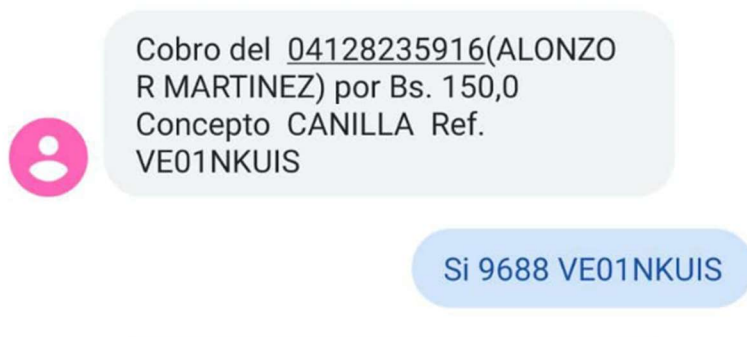 Cobro del 04128235916(ALONZO
R MARTINEZ) por Bs. 150,0
Concepto CANILLA Ref.
VE01NKUIS
Si 9688 VE01NKUIS